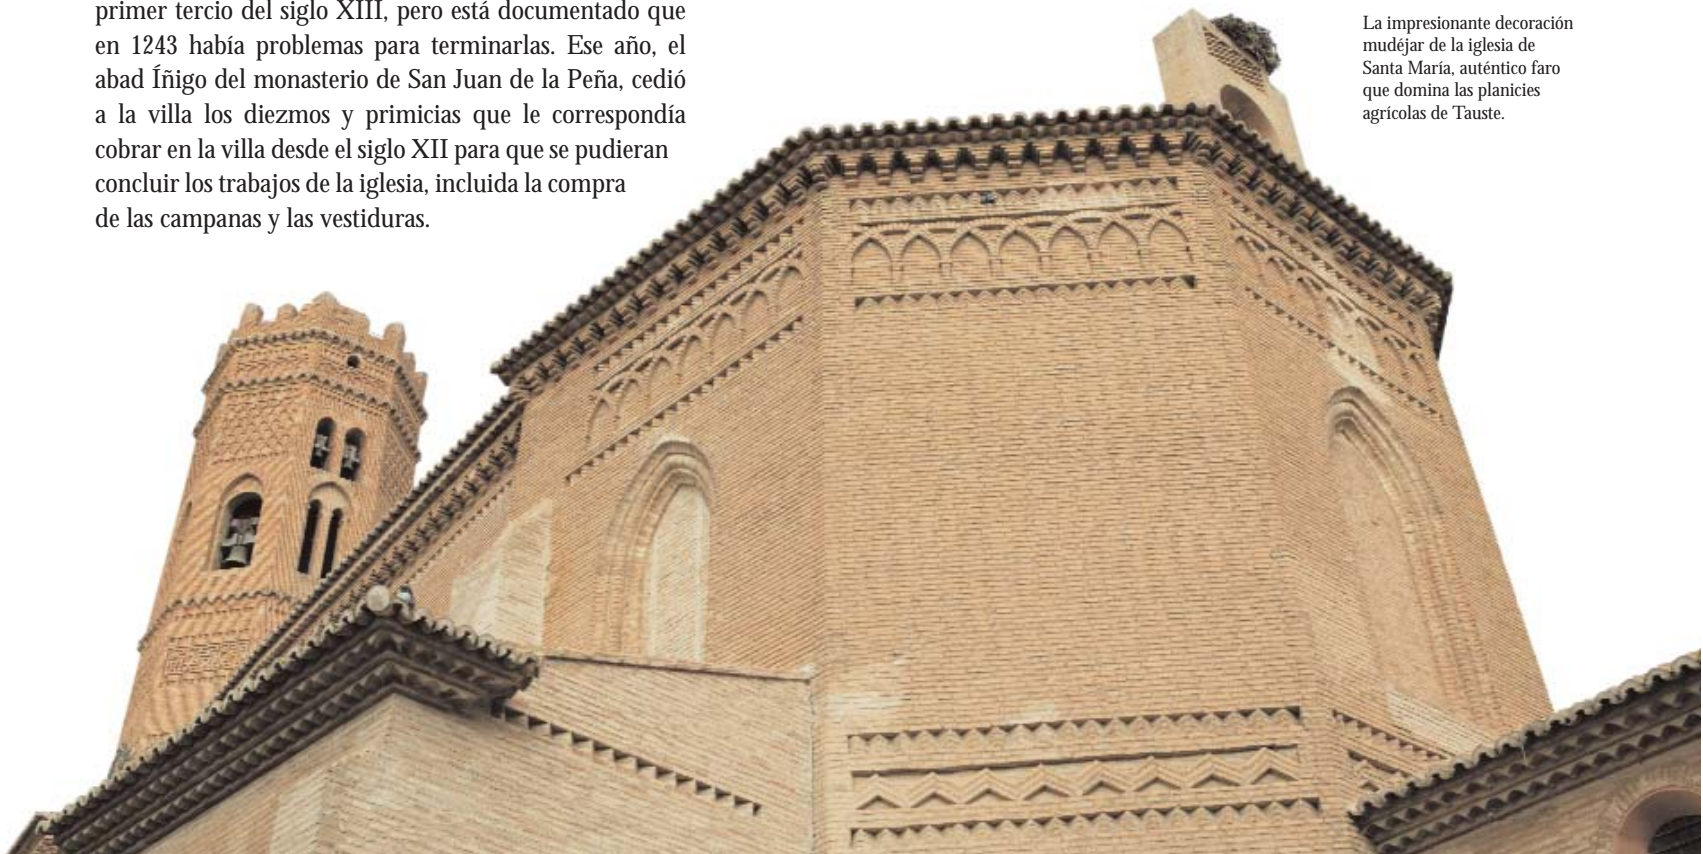 primer tercio del siglo XIII, pero está documentado que
en 1243 había problemas para terminarlas. Ese año, el
abad Íñigo del monasterio de San Juan de la Peña, cedió
a la villa los diezmos y primicias que le correspondía
cobrar en la villa desde el siglo XII para que se pudieran
concluir los trabajos de la iglesia, incluida la compra
de las campanas y las vestiduras.
La impresionante decoración
mudéjar de la iglesia de
Santa María, auténtico faro
que domina las planicies
agrícolas de Tauste.